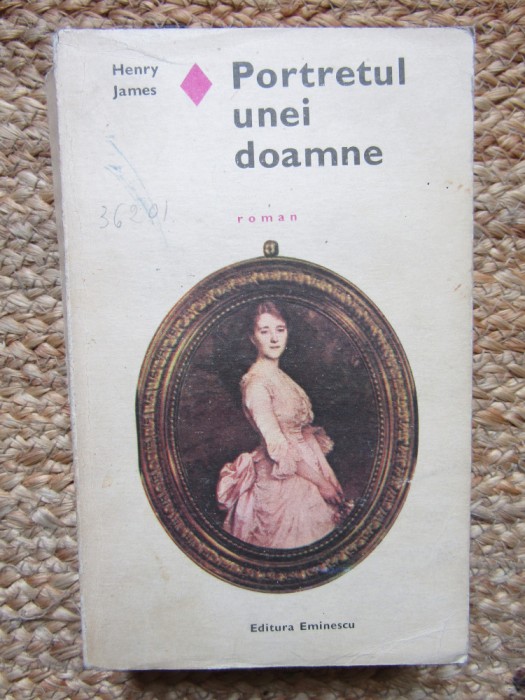 Henry
James
Portretul
unei
doamne
36201
roman
Editura Eminescu